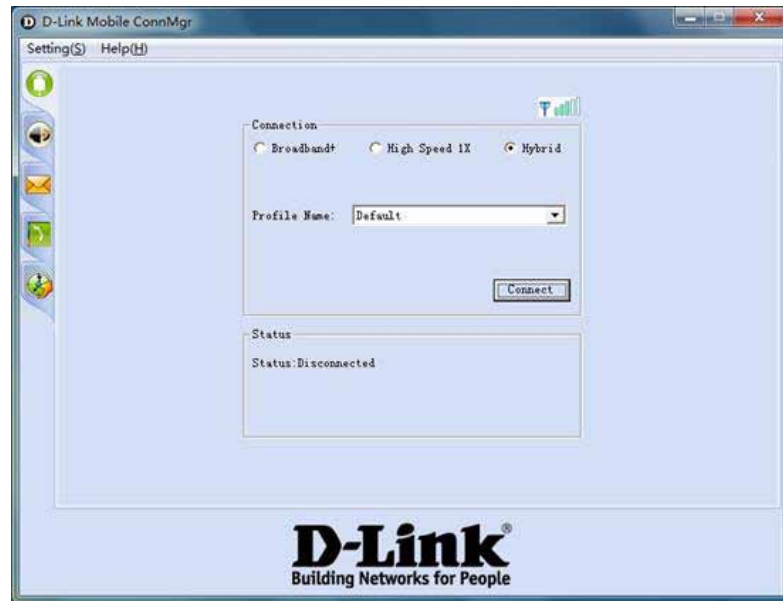 D-Link Mobile ConnMgr
Setting(S) Help(H)
Connection
Broadband+ High Speed 1X Hybrid
Profile Name: Default
Connect
Status
Status:Disconnected
D-Link®
Building Networks for People